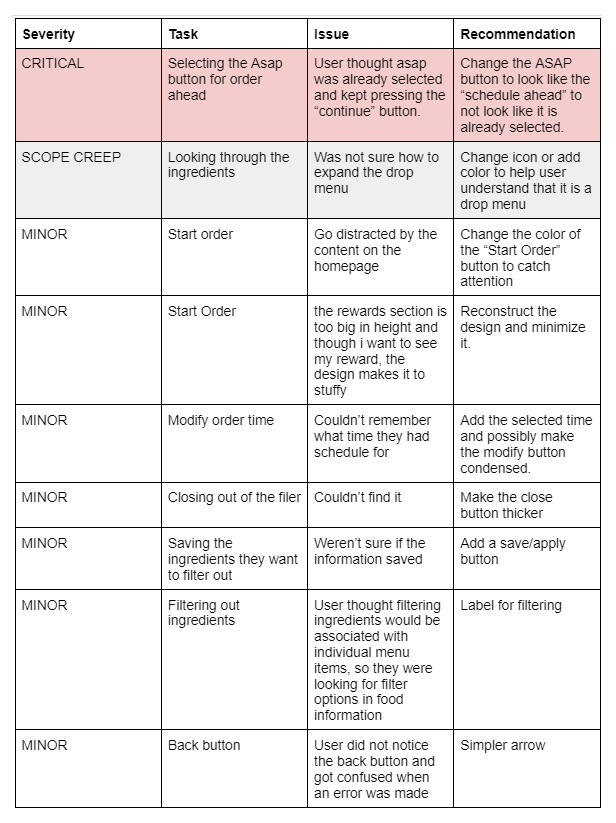 Severity Task Issue Recommendation
CRITICAL
Selecting the Asap
button for order
ahead
User thought asap
was already selected
and kept pressing the
“continue” button.
Change the ASAP
button to look like the
“schedule ahead” to
not look like it is
already selected.
SCOPE CREEP
Looking through the
ingredients
Was not sure how to
expand the drop
menu
Change icon or add
color to help user
understand that it is a
drop menu
MINOR
Start order
Go distracted by the
content on the
homepage
Change the color of
the “Start Order”
button to catch
attention
MINOR
Start Order
the rewards section is
too big in height and
though i want to see
my reward, the
design makes it to
stuffy
Reconstruct the
design and minimize
it.
MINOR
Modify order time
Couldn’t remember
what time they had
schedule for
Add the selected time
and possibly make
the modify button
condensed.
MINOR
Closing out of the filer
Couldn’t find it
Make the close
button thicker
MINOR
Saving the
ingredients they want
to filter out
Weren’t sure if the
information saved
Add a save/apply
button
MINOR
Filtering out
ingredients
User thought filtering
ingredients would be
associated with
individual menu
items, so they were
looking for filter
options in food
information
Label for filtering
MINOR
Back button
User did not notice
the back button and
got confused when
an error was made
Simpler arrow